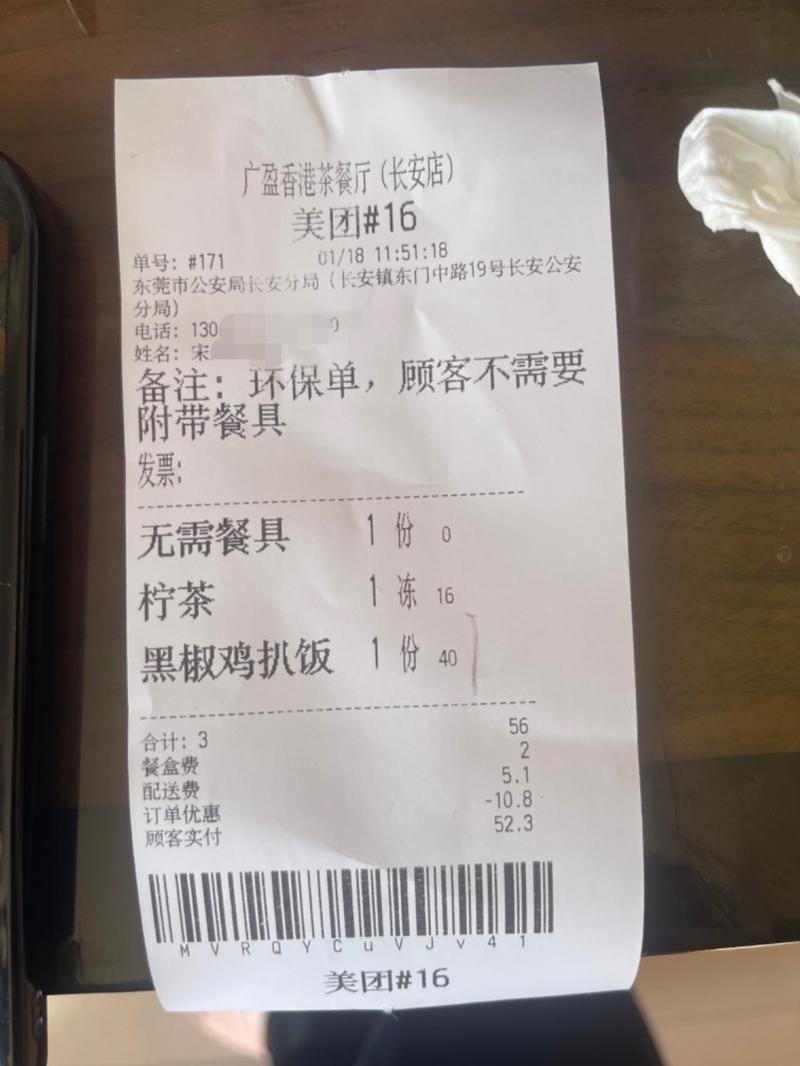 广盈香港茶餐厅（长安店）
美团#16
单号：#171 01/18 11:51:18
东莞市公安局长安分局（长安镇东门中路19号长安公安
分局）
电话：130 0
姓名：宋
备注：环保单，顾客不需要
附带餐具
发票：
无需餐具 1 份 0
柠茶 1 冻 16
黑椒鸡扒饭 1 份 40
合计：3 56
餐盒费 2
配送费 5.1
订单优惠 -10.8
顾客实付 52.3
MVRQYCuVJv41
美团#16